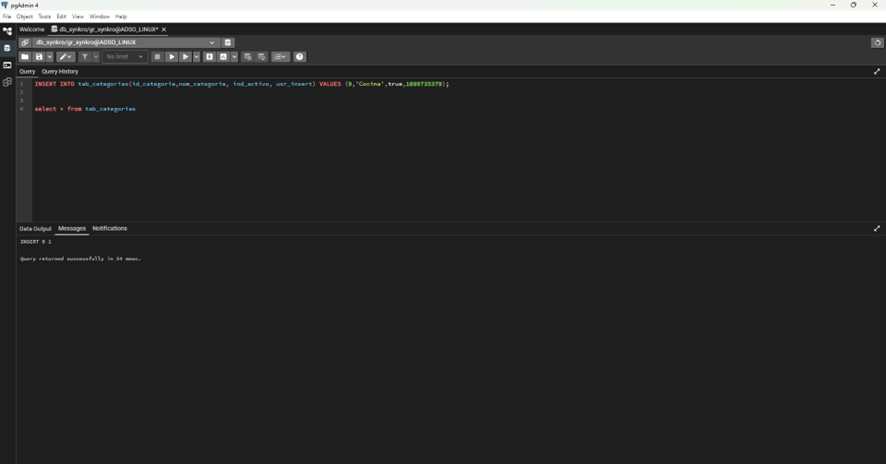 pgAdmin 4
File Object Tools Edit View Window Help
Welcome db_synkro/gr_synkro@ADSO_LINUX*
db_synkro/gr_synkro@ADSO_LINUX
No limit
Query Query History
1 INSERT INTO tab_categorias(id_categoria,nom_categoria, ind_activo, usr_insert) VALUES (8,'Cocina',true,1099735379);
2
3
4 select * from tab_categorias
Data Output Messages Notifications
INSERT 0 1
Query returned successfully in 84 msec.